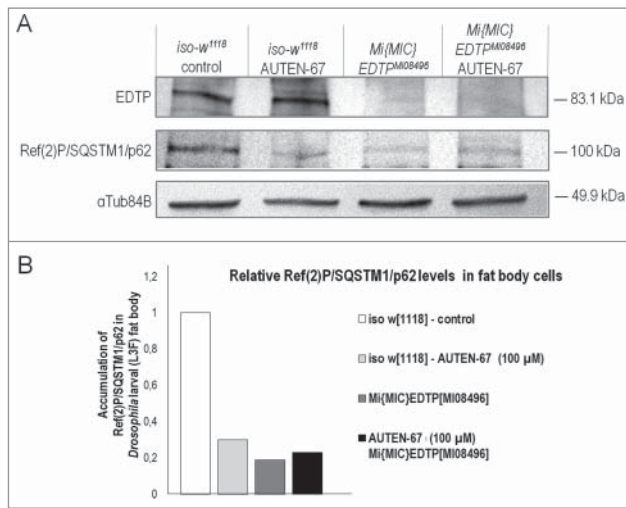 A
iso-w1118
control
iso-w1118
AUTEN-67
Mi{MIC}
EDTPMI08496
Mi{MIC}
EDTPMI08496
AUTEN-67
EDTP
— 83.1 kDa
Ref(2)P/SQSTM1/p62
— 100 kDa
αTub84B
— 49.9 kDa
B
Relative Ref(2)P/SQSTM1/p62 levels in fat body cells
Accumulation of
Ref(2)P/SQSTM1/p62 in
Drosophila larval (L3F) fat body
1,2
1
0,8
0,6
0,4
0,2
0
iso w[1118] - control
iso w[1118] - AUTEN-67 (100 µM)
Mi{MIC}EDTP[MI08496]
AUTEN-67 - (100 µM)
Mi{MIC}EDTP[MI08496]